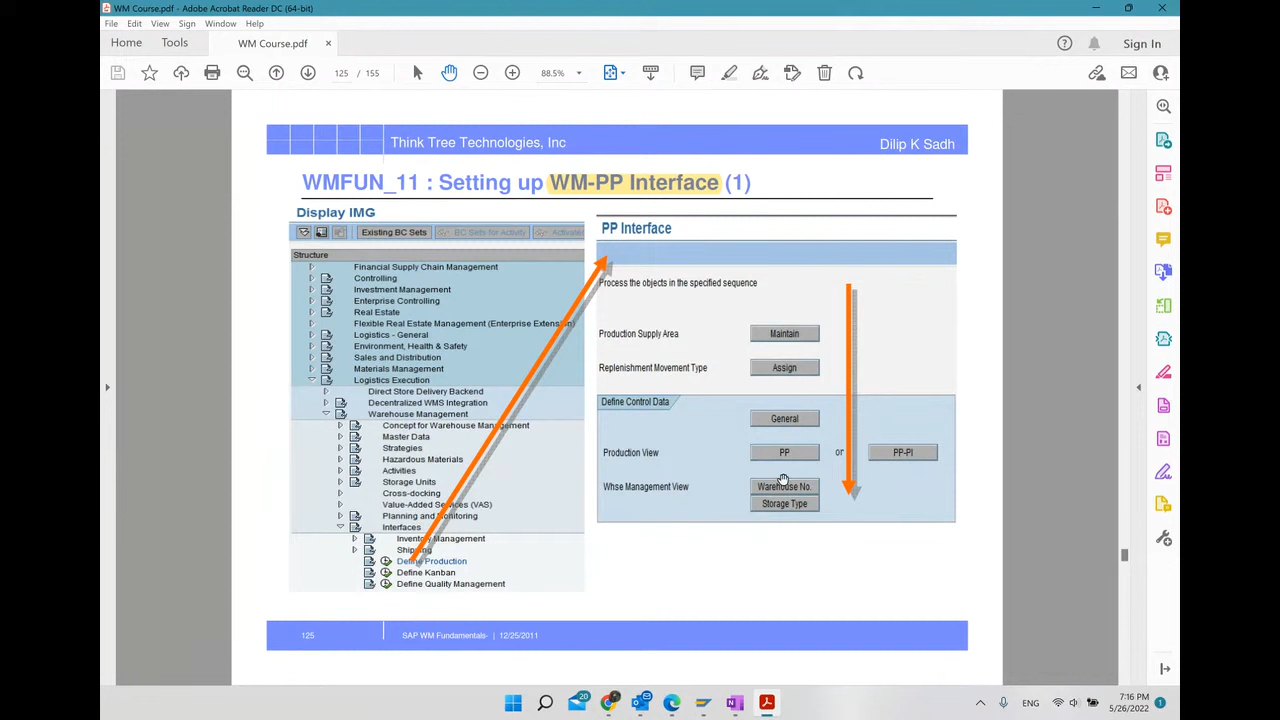 WM Course.pdf - Adobe Acrobat Reader DC (64-bit)
File Edit View Sign Window Help
Home Tools WM Course.pdf × Sign In
125 / 155 88.5%
Think Tree Technologies, Inc Dilip K Sadh
WMFUN_11 : Setting up WM-PP Interface (1)
Display IMG
Existing BC Sets BC Sets for Activity Activated
Structure
Financial Supply Chain Management
Controlling
Investment Management
Enterprise Controlling
Real Estate
Flexible Real Estate Management (Enterprise Extension)
Logistics - General
Environment, Health & Safety
Sales and Distribution
Materials Management
Logistics Execution
Direct Store Delivery Backend
Decentralized WMS Integration
Warehouse Management
Concept for Warehouse Management
Master Data
Strategies
Hazardous Materials
Activities
Storage Units
Cross-docking
Value-Added Services (VAS)
Planning and Monitoring
Interfaces
Inventory Management
Shipping
Define Production
Define Kanban
Define Quality Management
PP Interface
Process the objects in the specified sequence
Production Supply Area Maintain
Replenishment Movement Type Assign
Define Control Data
General
Production View PP or PP-PI
Whse Management View Warehouse No.
Storage Type
125 SAP WM Fundamentals- | 12/25/2011
20
ENG 7:16 PM
5/26/2022 1